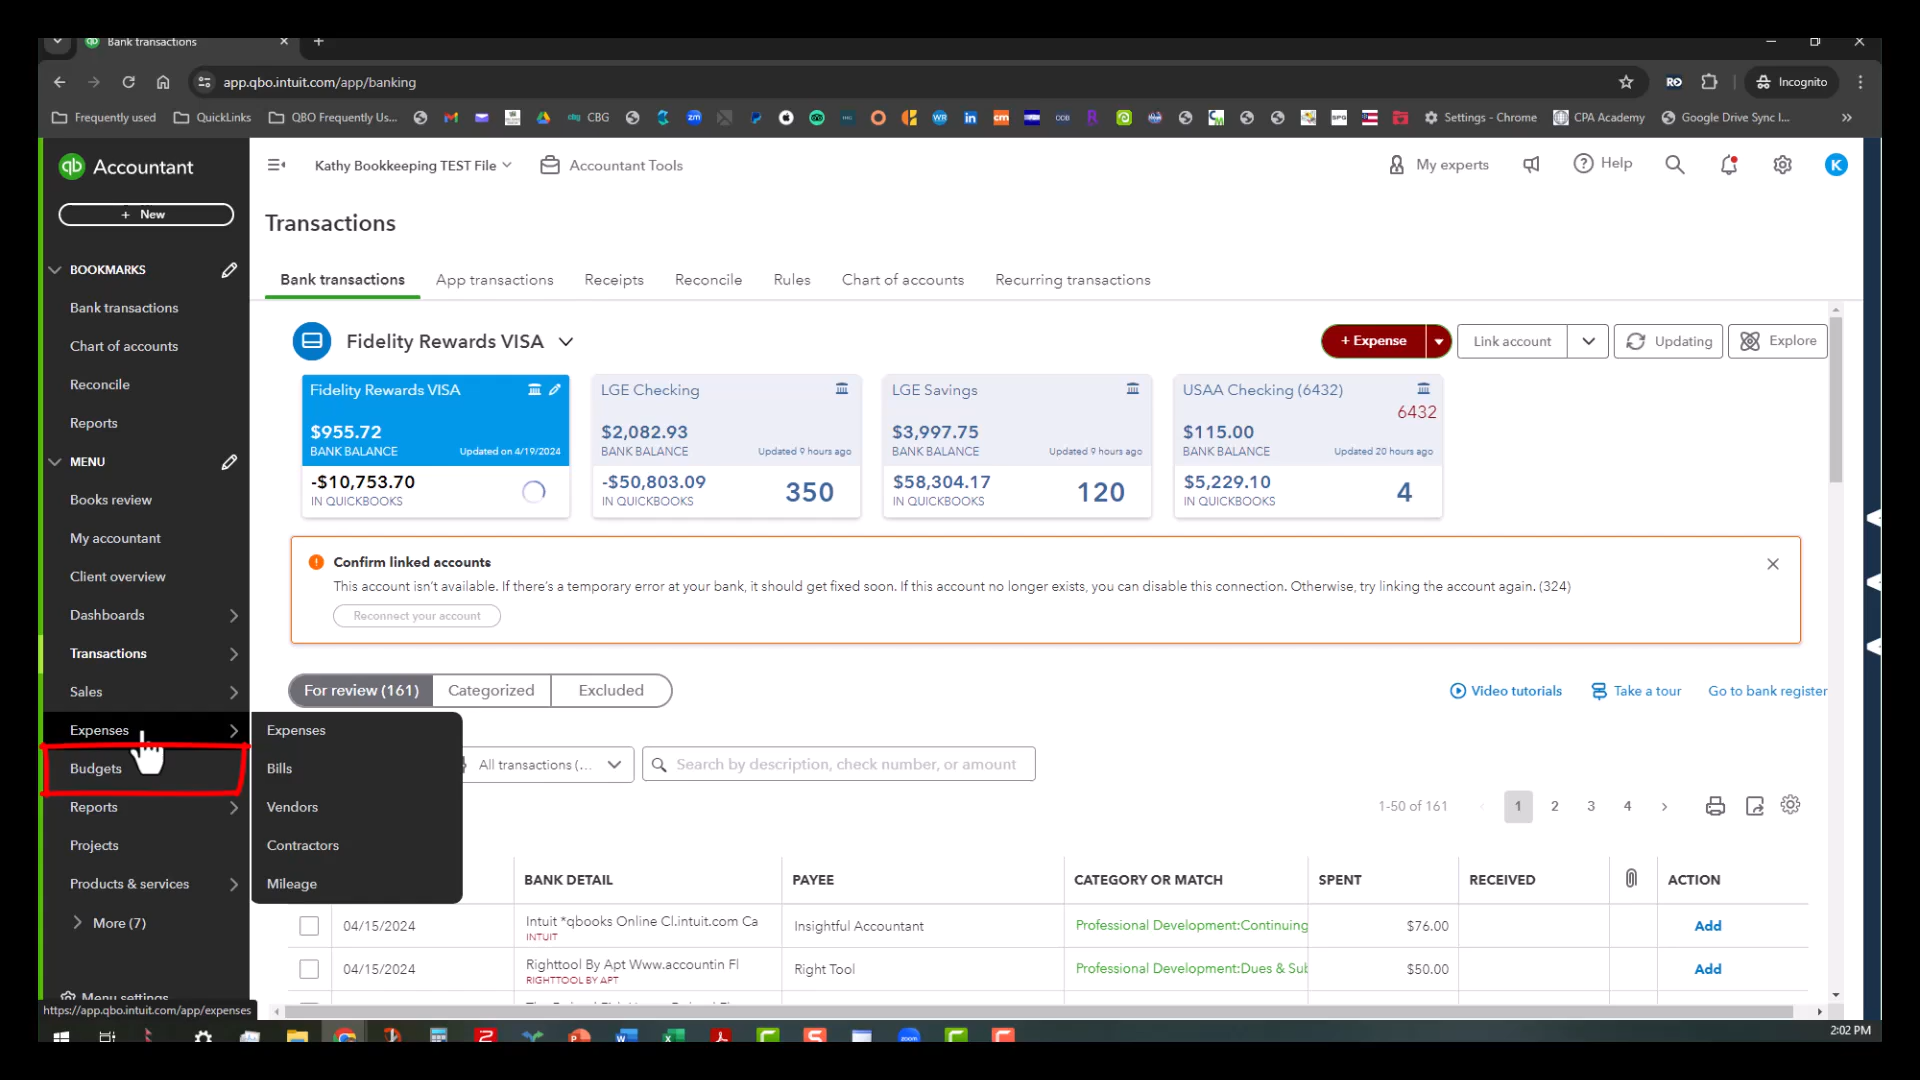 Bank transactions
app.qbo.intuit.com/app/banking
Incognito
Frequently used
QuickLinks
QBO Frequently Us...
CBG
Settings - Chrome
CPA Academy
Google Drive Sync I...
qb Accountant
Kathy Bookkeeping TEST File
Accountant Tools
My experts
Help
K
+ New
Transactions
BOOKMARKS
Bank transactions
Chart of accounts
Reconcile
Reports
MENU
Books review
My accountant
Client overview
Dashboards
Transactions
Sales
Expenses
Budgets
Reports
Projects
Products & services
More (7)
Menu settings
https://app.qbo.intuit.com/app/expenses
Expenses
Bills
Vendors
Contractors
Mileage
Bank transactions
App transactions
Receipts
Reconcile
Rules
Chart of accounts
Recurring transactions
Fidelity Rewards VISA
+ Expense
Link account
Updating
Explore
Fidelity Rewards VISA
$955.72
BANK BALANCE
Updated on 4/19/2024
-$10,753.70
IN QUICKBOOKS
LGE Checking
$2,082.93
BANK BALANCE
Updated 9 hours ago
-$50,803.09
IN QUICKBOOKS
350
LGE Savings
$3,997.75
BANK BALANCE
Updated 9 hours ago
$58,304.17
IN QUICKBOOKS
120
USAA Checking (6432)
6432
$115.00
BANK BALANCE
Updated 20 hours ago
$5,229.10
IN QUICKBOOKS
4
Confirm linked accounts
This account isn't available. If there's a temporary error at your bank, it should get fixed soon. If this account no longer exists, you can disable this connection. Otherwise, try linking the account again. (324)
Reconnect your account
For review (161)
Categorized
Excluded
Video tutorials
Take a tour
Go to bank register
All transactions (...
Search by description, check number, or amount
1-50 of 161
1
2
3
4
BANK DETAIL
PAYEE
CATEGORY OR MATCH
SPENT
RECEIVED
ACTION
04/15/2024
Intuit *qbooks Online Cl.intuit.com Ca
INTUIT
Insightful Accountant
Professional Development:Continuing
$76.00
Add
04/15/2024
Righttool By Apt Www.accountin Fl
RIGHTTOOL BY APT
Right Tool
Professional Development:Dues & Sub
$50.00
Add
2:02 PM